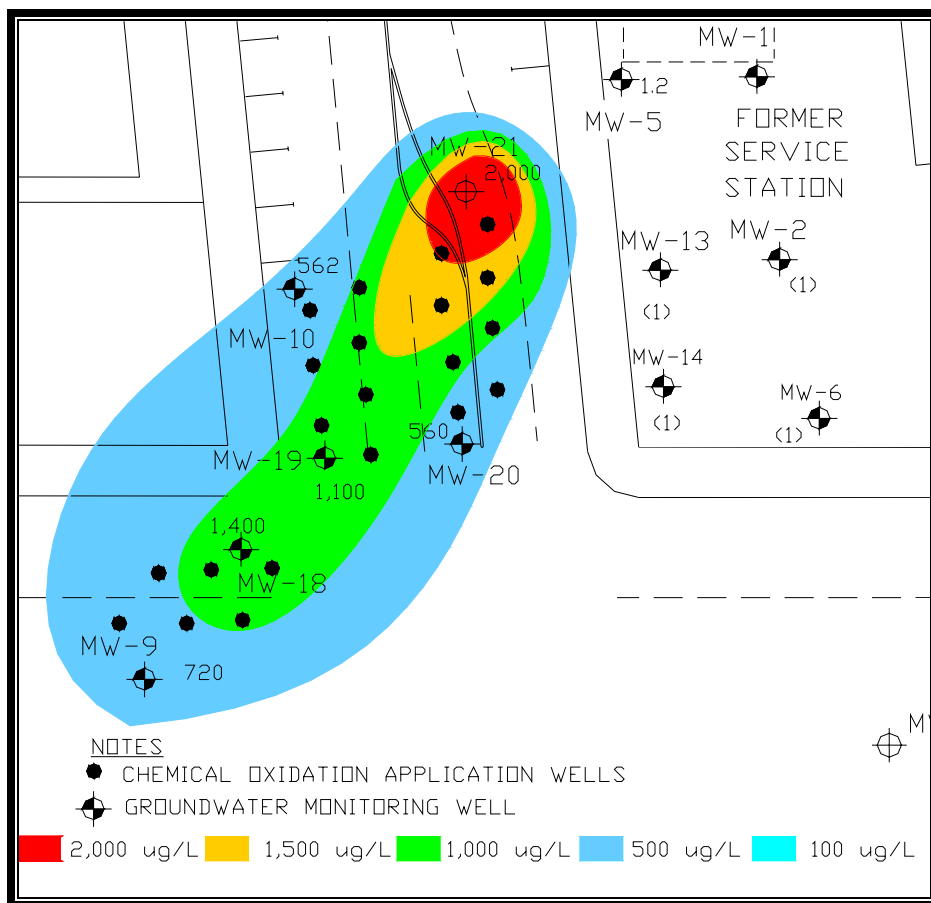 MW-1
1.2
MW-5
FORMER
SERVICE
STATION
MW-21
2,000
MW-13
MW-2
(1)
(1)
562
MW-10
MW-14
(1)
MW-6
(1)
560
MW-20
MW-19
1,100
1,400
MW-18
MW-9
720
NOTES
CHEMICAL OXIDATION APPLICATION WELLS
GROUNDWATER MONITORING WELL
2,000 ug/L 1,500 ug/L 1,000 ug/L 500 ug/L 100 ug/L